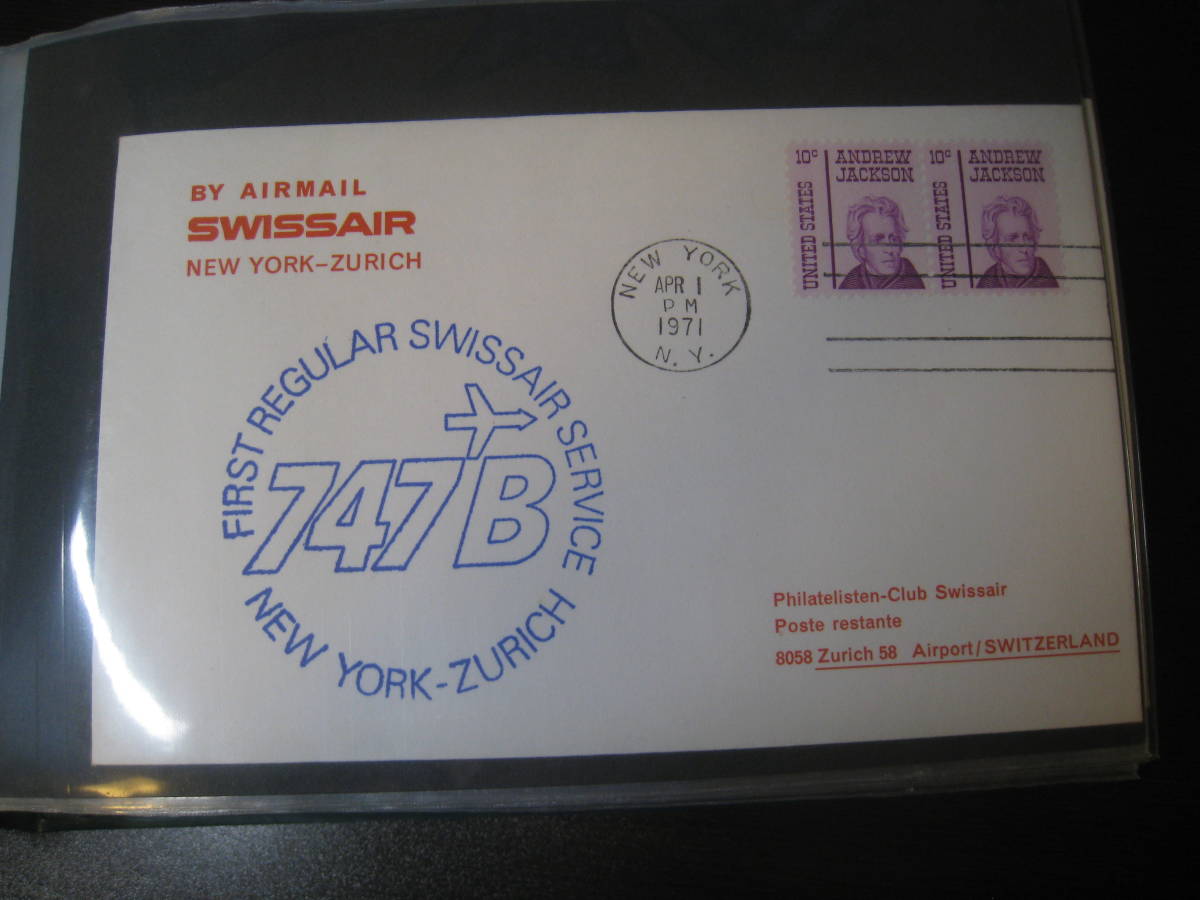 BY AIRMAIL
SWISSAIR
NEW YORK–ZURICH
10c ANDREW JACKSON
UNITED STATES
10c ANDREW JACKSON
UNITED STATES
NEW YORK
APR 1
PM
1971
N.Y.
FIRST REGULAR SWISSAIR SERVICE
747B
NEW YORK-ZURICH
Philatelisten-Club Swissair
Poste restante
8058 Zurich 58 Airport/SWITZERLAND